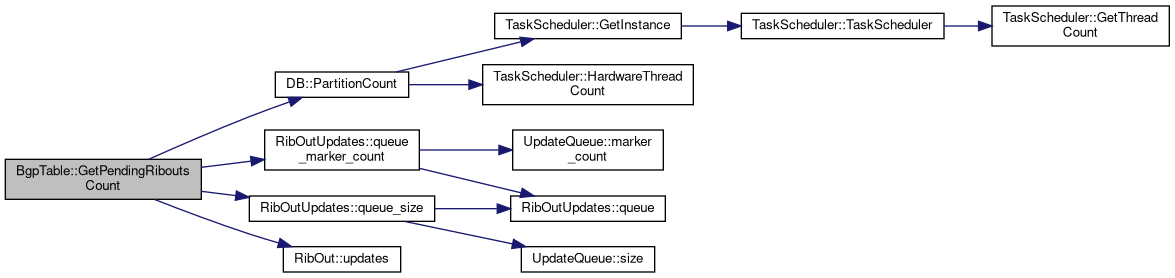 TaskScheduler::GetInstance
TaskScheduler::TaskScheduler
TaskScheduler::GetThread
Count
DB::PartitionCount
TaskScheduler::HardwareThread
Count
BgpTable::GetPendingRibouts
Count
RibOutUpdates::queue
_marker_count
UpdateQueue::marker
_count
RibOutUpdates::queue_size
RibOutUpdates::queue
RibOut::updates
UpdateQueue::size